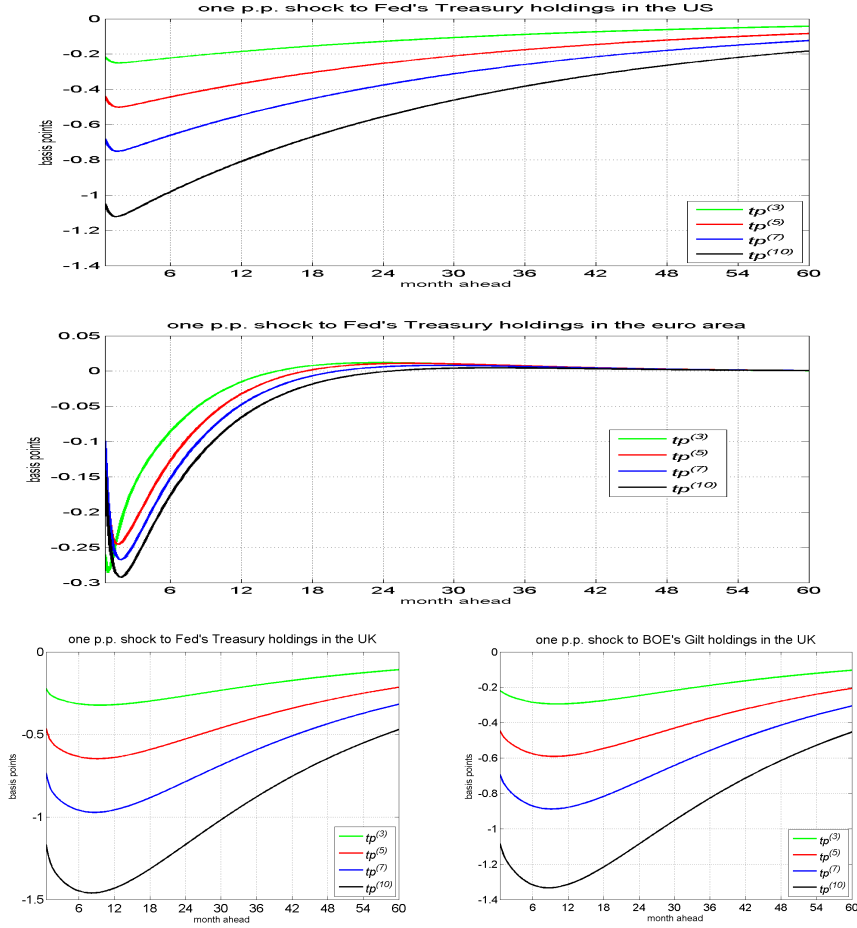 one p.p. shock to Fed's Treasury holdings in the US
0
-0.2
-0.4
-0.6
-0.8
-1
-1.2
-1.4
basis points
tp(3)
tp(5)
tp(7)
tp(10)
6 12 18 24 30 36 42 48 54 60
month ahead
one p.p. shock to Fed's Treasury holdings in the euro area
0.05
0
-0.05
-0.1
-0.15
-0.2
-0.25
-0.3
basis points
tp(3)
tp(5)
tp(7)
tp(10)
6 12 18 24 30 36 42 48 54 60
month ahead
one p.p. shock to Fed's Treasury holdings in the UK
0
-0.5
-1
-1.5
basis points
tp(3)
tp(5)
tp(7)
tp(10)
6 12 18 24 30 36 42 48 54 60
month ahead
one p.p. shock to BOE's Gilt holdings in the UK
0
-0.2
-0.4
-0.6
-0.8
-1
-1.2
-1.4
basis points
tp(3)
tp(5)
tp(7)
tp(10)
6 12 18 24 30 36 42 48 54 60
month ahead